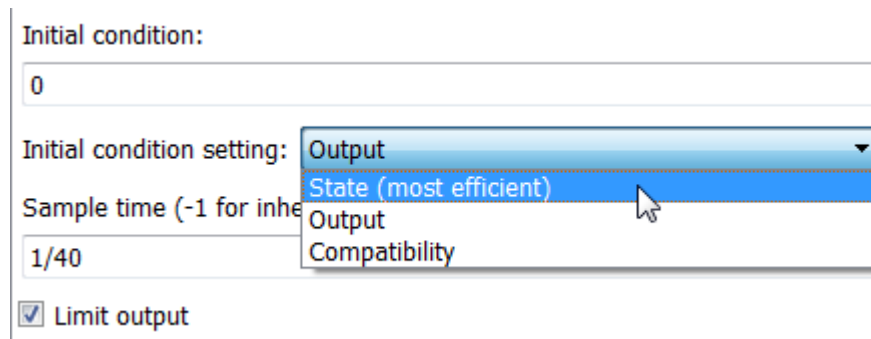 Initial condition:
0
Initial condition setting: Output
State (most efficient)
Sample time (-1 for inhe
Output
Compatibility
1/40
Limit output